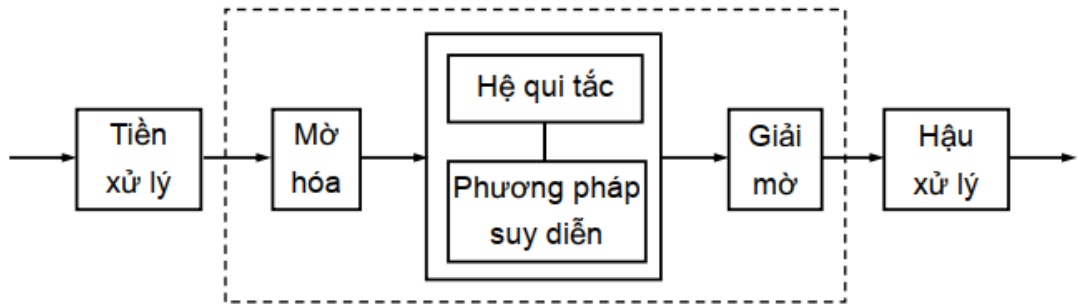 Tiền
xử lý
Mờ
hóa
Hệ qui tắc
Phương pháp
suy diễn
Giải
mờ
Hậu
xử lý